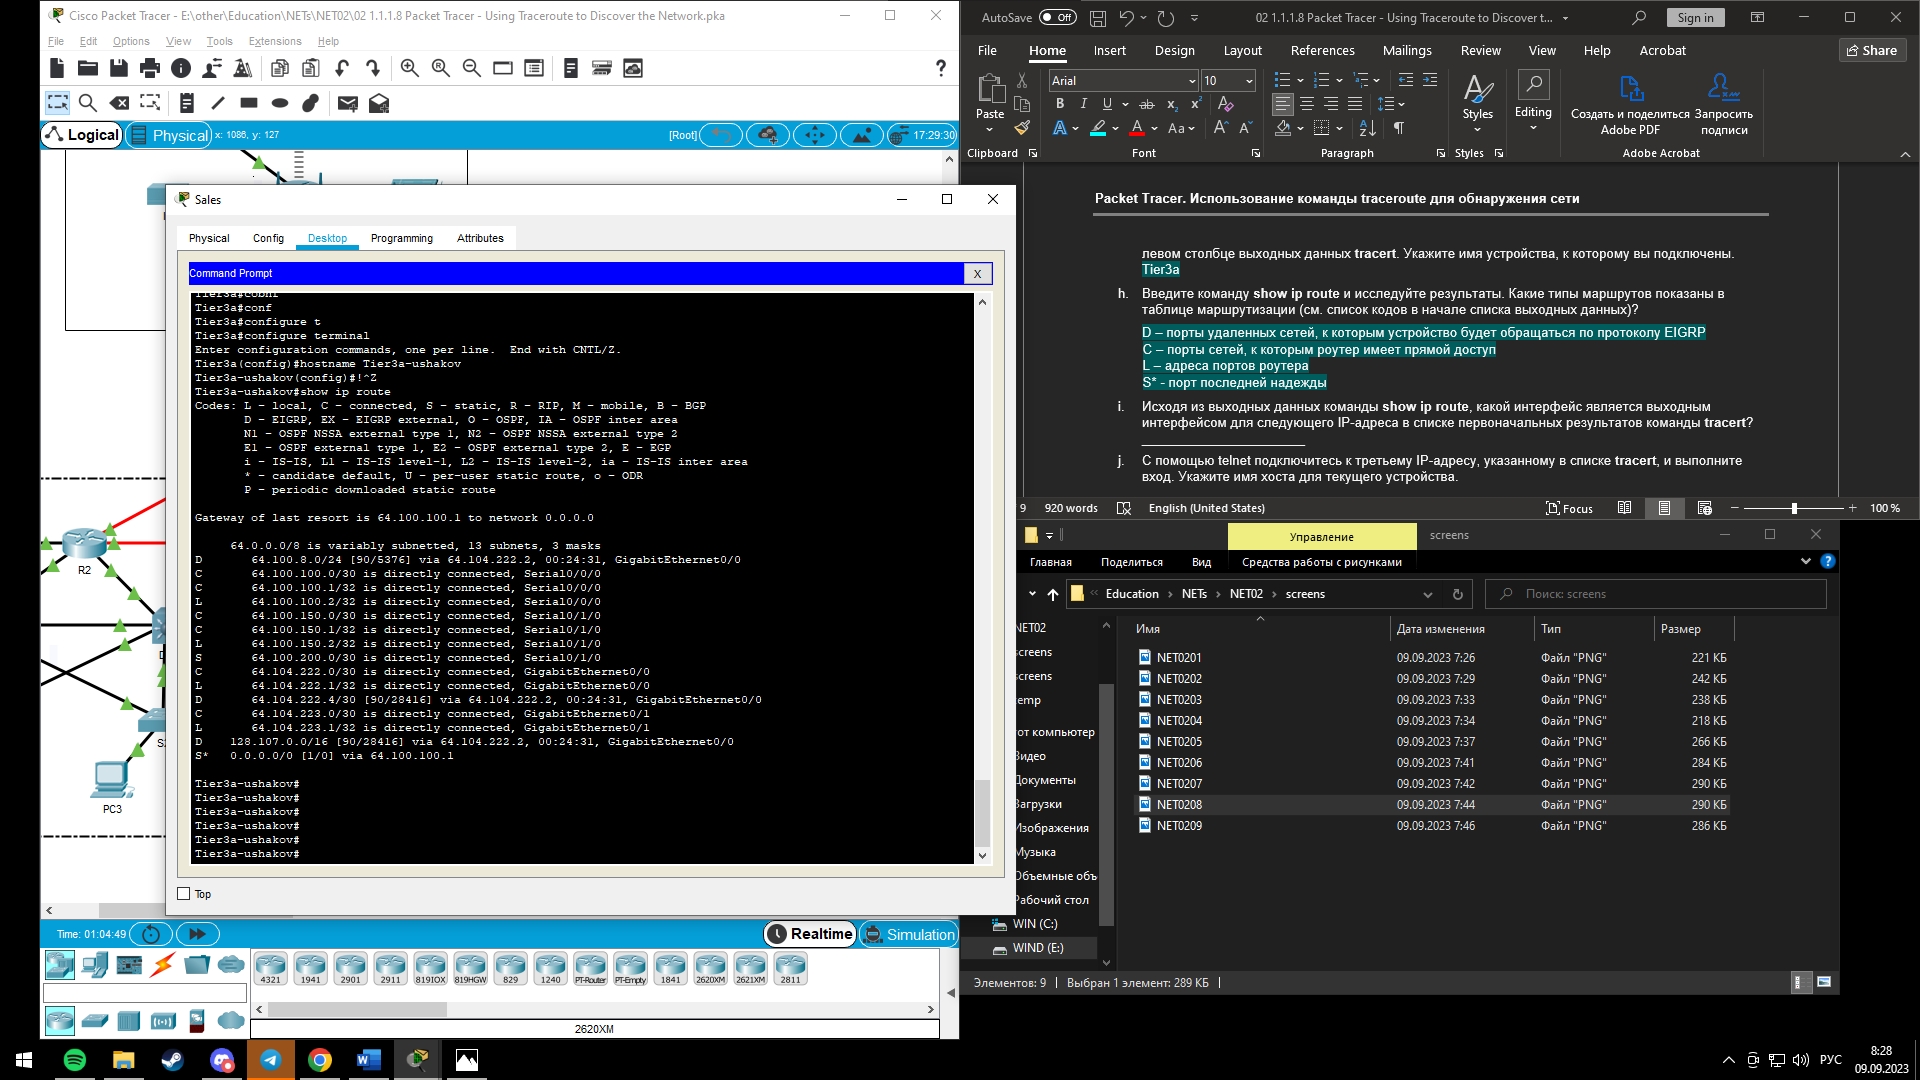 Cisco Packet Tracer - E:\other\Education\NETs\NET02\02 1.1.1.8 Packet Tracer - Using Traceroute to Discover the Network.pka
File Edit Options View Tools Extensions Help
Logical Physical x: 1086, y: 127 [Root] 17:29:30
Sales
Physical Config Desktop Programming Attributes
Command Prompt X
Tier3a#conf
Tier3a#configure t
Tier3a#configure terminal
Enter configuration commands, one per line. End with CNTL/Z.
Tier3a(config)#hostname Tier3a-ushakov
Tier3a-ushakov(config)#!^Z
Tier3a-ushakov#show ip route
Codes: L - local, C - connected, S - static, R - RIP, M - mobile, B - BGP
D - EIGRP, EX - EIGRP external, O - OSPF, IA - OSPF inter area
N1 - OSPF NSSA external type 1, N2 - OSPF NSSA external type 2
E1 - OSPF external type 1, E2 - OSPF external type 2, E - EGP
i - IS-IS, L1 - IS-IS level-1, L2 - IS-IS level-2, ia - IS-IS inter area
* - candidate default, U - per-user static route, o - ODR
P - periodic downloaded static route
Gateway of last resort is 64.100.100.1 to network 0.0.0.0
64.0.0.0/8 is variably subnetted, 13 subnets, 3 masks
D 64.100.8.0/24 [90/5376] via 64.104.222.2, 00:24:31, GigabitEthernet0/0
C 64.100.100.0/30 is directly connected, Serial0/0/0
C 64.100.100.1/32 is directly connected, Serial0/0/0
L 64.100.100.2/32 is directly connected, Serial0/0/0
C 64.100.150.0/30 is directly connected, Serial0/1/0
C 64.100.150.1/32 is directly connected, Serial0/1/0
L 64.100.150.2/32 is directly connected, Serial0/1/0
S 64.100.200.0/30 is directly connected, Serial0/1/0
C 64.104.222.0/30 is directly connected, GigabitEthernet0/0
L 64.104.222.1/32 is directly connected, GigabitEthernet0/0
D 64.104.222.4/30 [90/28416] via 64.104.222.2, 00:24:31, GigabitEthernet0/0
C 64.104.223.0/30 is directly connected, GigabitEthernet0/1
L 64.104.223.1/32 is directly connected, GigabitEthernet0/1
D 128.107.0.0/16 [90/28416] via 64.104.222.2, 00:24:31, GigabitEthernet0/0
S* 0.0.0.0/0 [1/0] via 64.100.100.1
Tier3a-ushakov#
Tier3a-ushakov#
Tier3a-ushakov#
Tier3a-ushakov#
Tier3a-ushakov#
Tier3a-ushakov#
Top
R2
PC3
Time: 01:04:49 Realtime Simulation
4321 1941 2901 2911 819IOX 819HGW 829 1240 PT-Router PT-Empty 1841 2620XM 2621XM 2811
2620XM
AutoSave Off 02 1.1.1.8 Packet Tracer - Using Traceroute to Discover t... Sign in
File Home Insert Design Layout References Mailings Review View Help Acrobat Share
Arial 10
Paste Styles Editing
Создать и поделиться Adobe PDF
Запросить подписи
Clipboard Font Paragraph Styles Adobe Acrobat
Packet Tracer. Использование команды traceroute для обнаружения сети
левом столбце выходных данных tracert. Укажите имя устройства, к которому вы подключены.
Tier3a
h. Введите команду show ip route и исследуйте результаты. Какие типы маршрутов показаны в
таблице маршрутизации (см. список кодов в начале списка выходных данных)?
D – порты удаленных сетей, к которым устройство будет обращаться по протоколу EIGRP
C – порты сетей, к которым роутер имеет прямой доступ
L – адреса портов роутера
S* - порт последней надежды
i. Исходя из выходных данных команды show ip route, какой интерфейс является выходным
интерфейсом для следующего IP-адреса в списке первоначальных результатов команды tracert?
j. С помощью telnet подключитесь к третьему IP-адресу, указанному в списке tracert, и выполните
вход. Укажите имя хоста для текущего устройства.
9 920 words English (United States) Focus 100 %
Управление screens
Главная Поделиться Вид Средства работы с рисунками
Education NETs NET02 screens Поиск: screens
NET02
screens
screens
temp
от компьютер
Видео
Документы
Загрузки
Изображения
Музыка
Объемные объ
Рабочий стол
WIN (C:)
WIND (E:)
Имя Дата изменения Тип Размер
NET0201 09.09.2023 7:26 Файл "PNG" 221 КБ
NET0202 09.09.2023 7:29 Файл "PNG" 242 КБ
NET0203 09.09.2023 7:33 Файл "PNG" 238 КБ
NET0204 09.09.2023 7:34 Файл "PNG" 218 КБ
NET0205 09.09.2023 7:37 Файл "PNG" 266 КБ
NET0206 09.09.2023 7:41 Файл "PNG" 284 КБ
NET0207 09.09.2023 7:42 Файл "PNG" 290 КБ
NET0208 09.09.2023 7:44 Файл "PNG" 290 КБ
NET0209 09.09.2023 7:46 Файл "PNG" 286 КБ
Элементов: 9 Выбран 1 элемент: 289 КБ
РУС 8:28
09.09.2023